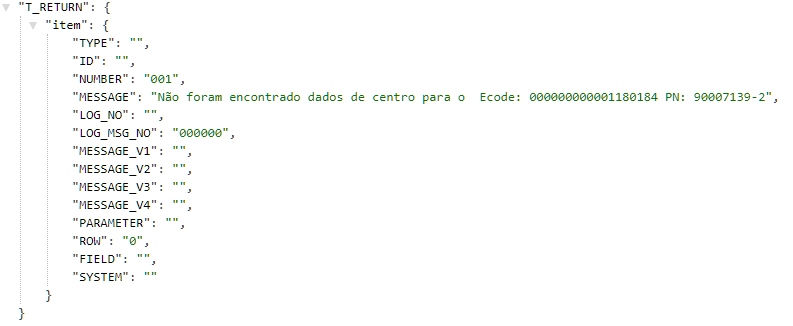 "T_RETURN": {
"item": {
"TYPE": "",
"ID": "",
"NUMBER": "001",
"MESSAGE": "Não foram encontrado dados de centro para o  Ecode: 000000000001180184 PN: 90007139-2",
"LOG_NO": "",
"LOG_MSG_NO": "000000",
"MESSAGE_V1": "",
"MESSAGE_V2": "",
"MESSAGE_V3": "",
"MESSAGE_V4": "",
"PARAMETER": "",
"ROW": "0",
"FIELD": "",
"SYSTEM": ""
}
}